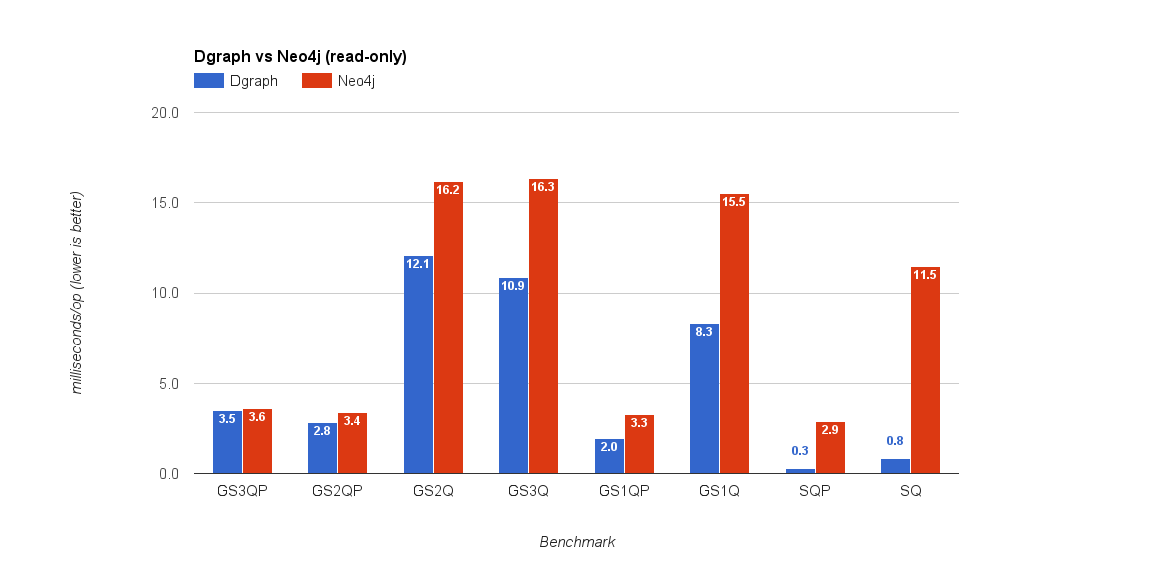 Dgraph vs Neo4j (read-only)
Dgraph Neo4j
20.0
15.0
10.0
5.0
0.0
milliseconds/op (lower is better)
3.5 3.6
2.8 3.4
12.1 16.2
10.9 16.3
2.0 3.3
8.3 15.5
0.3 2.9
0.8 11.5
GS3QP GS2QP GS2Q GS3Q GS1QP GS1Q SQP SQ
Benchmark